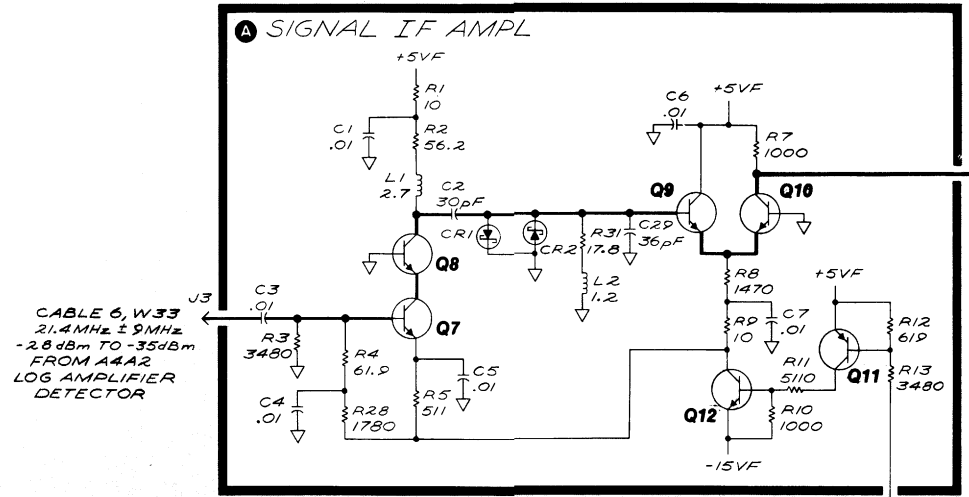 A SIGNAL IF AMPL
+5VF
R1
10
C1
.01
R2
56.2
L1
2.7
C2
30pF
CR1
CR2
R31
17.8
C29
36pF
L2
1.2
Q8
Q7
J3
C3
.01
CABLE 6, W33
21.4MHz ± 9MHz
-28dBm TO -35dBm
FROM A4A2
LOG AMPLIFIER
DETECTOR
R3
3480
R4
61.9
C4
.01
R28
1780
R5
511
C5
.01
C6
.01
+5VF
R7
1000
Q9
Q10
R8
1470
R9
10
C7
.01
+5VF
R12
619
R13
3480
Q11
R11
5110
R10
1000
Q12
-15VF